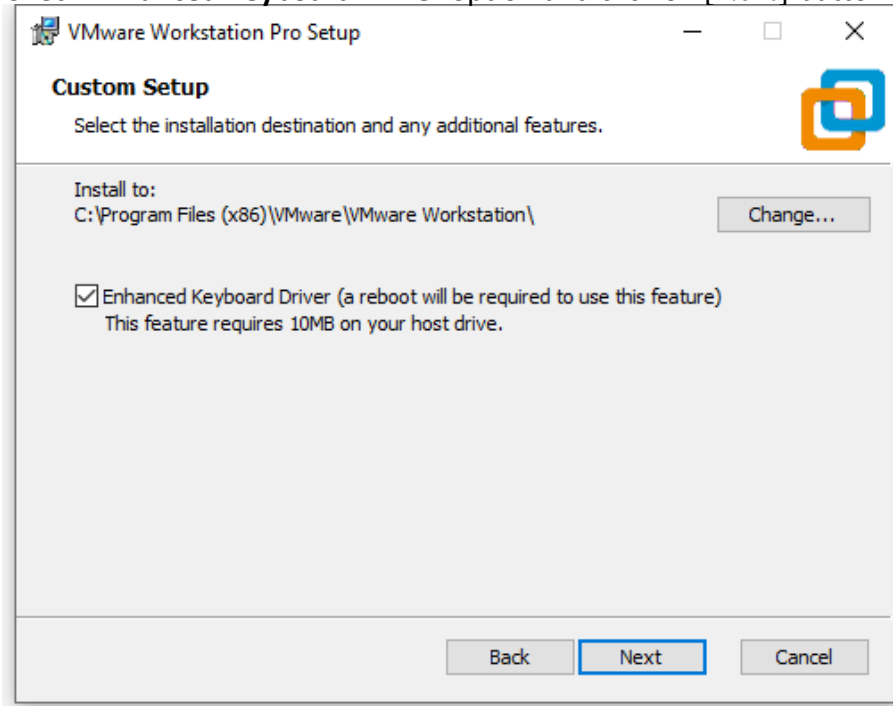 VMware Workstation Pro Setup
Custom Setup
Select the installation destination and any additional features.
Install to:
C:\Program Files (x86)\VMware\VMware Workstation\
Change...
Enhanced Keyboard Driver (a reboot will be required to use this feature)
This feature requires 10MB on your host drive.
Back Next Cancel